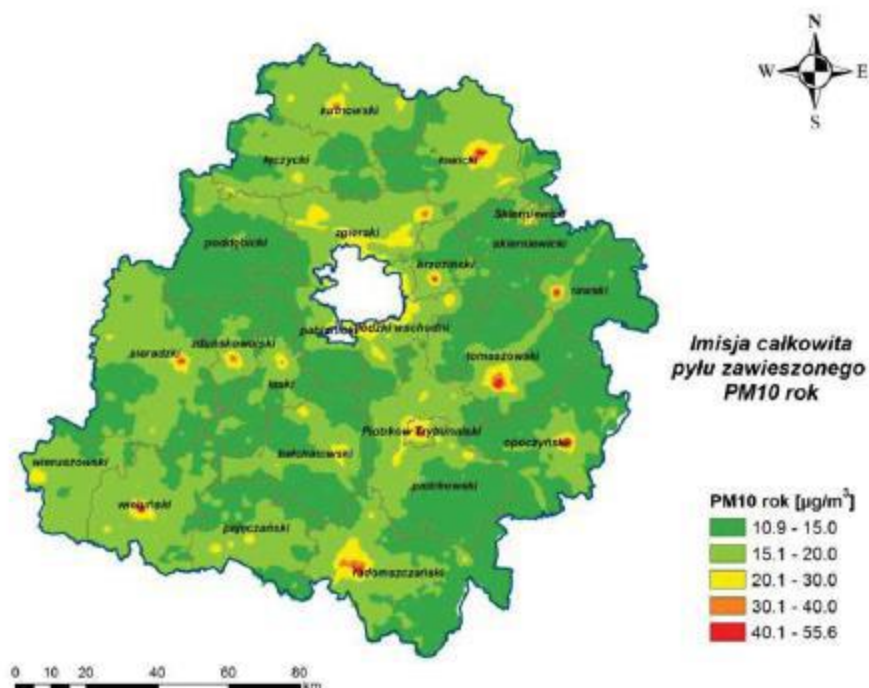 N
W E
S
kutnowski
łęczycki
łowicki
Skierniewice
zgierski
poddębicki
skierniewicki
brzeziński
rawski
pabianicki
łódzki wschodni
zduńskowolski
sieradzki
tomaszowski
łaski
Imisja całkowita
pyłu zawieszonego
PM10 rok
Piotrków Trybunalski
opoczyński
bełchatowski
wieruszowski
piotrkowski
wieluński
pajęczański
radomszczański
PM10 rok [µg/m³]
10.9 - 15.0
15.1 - 20.0
20.1 - 30.0
30.1 - 40.0
40.1 - 55.6
0 10 20 40 60 80
km